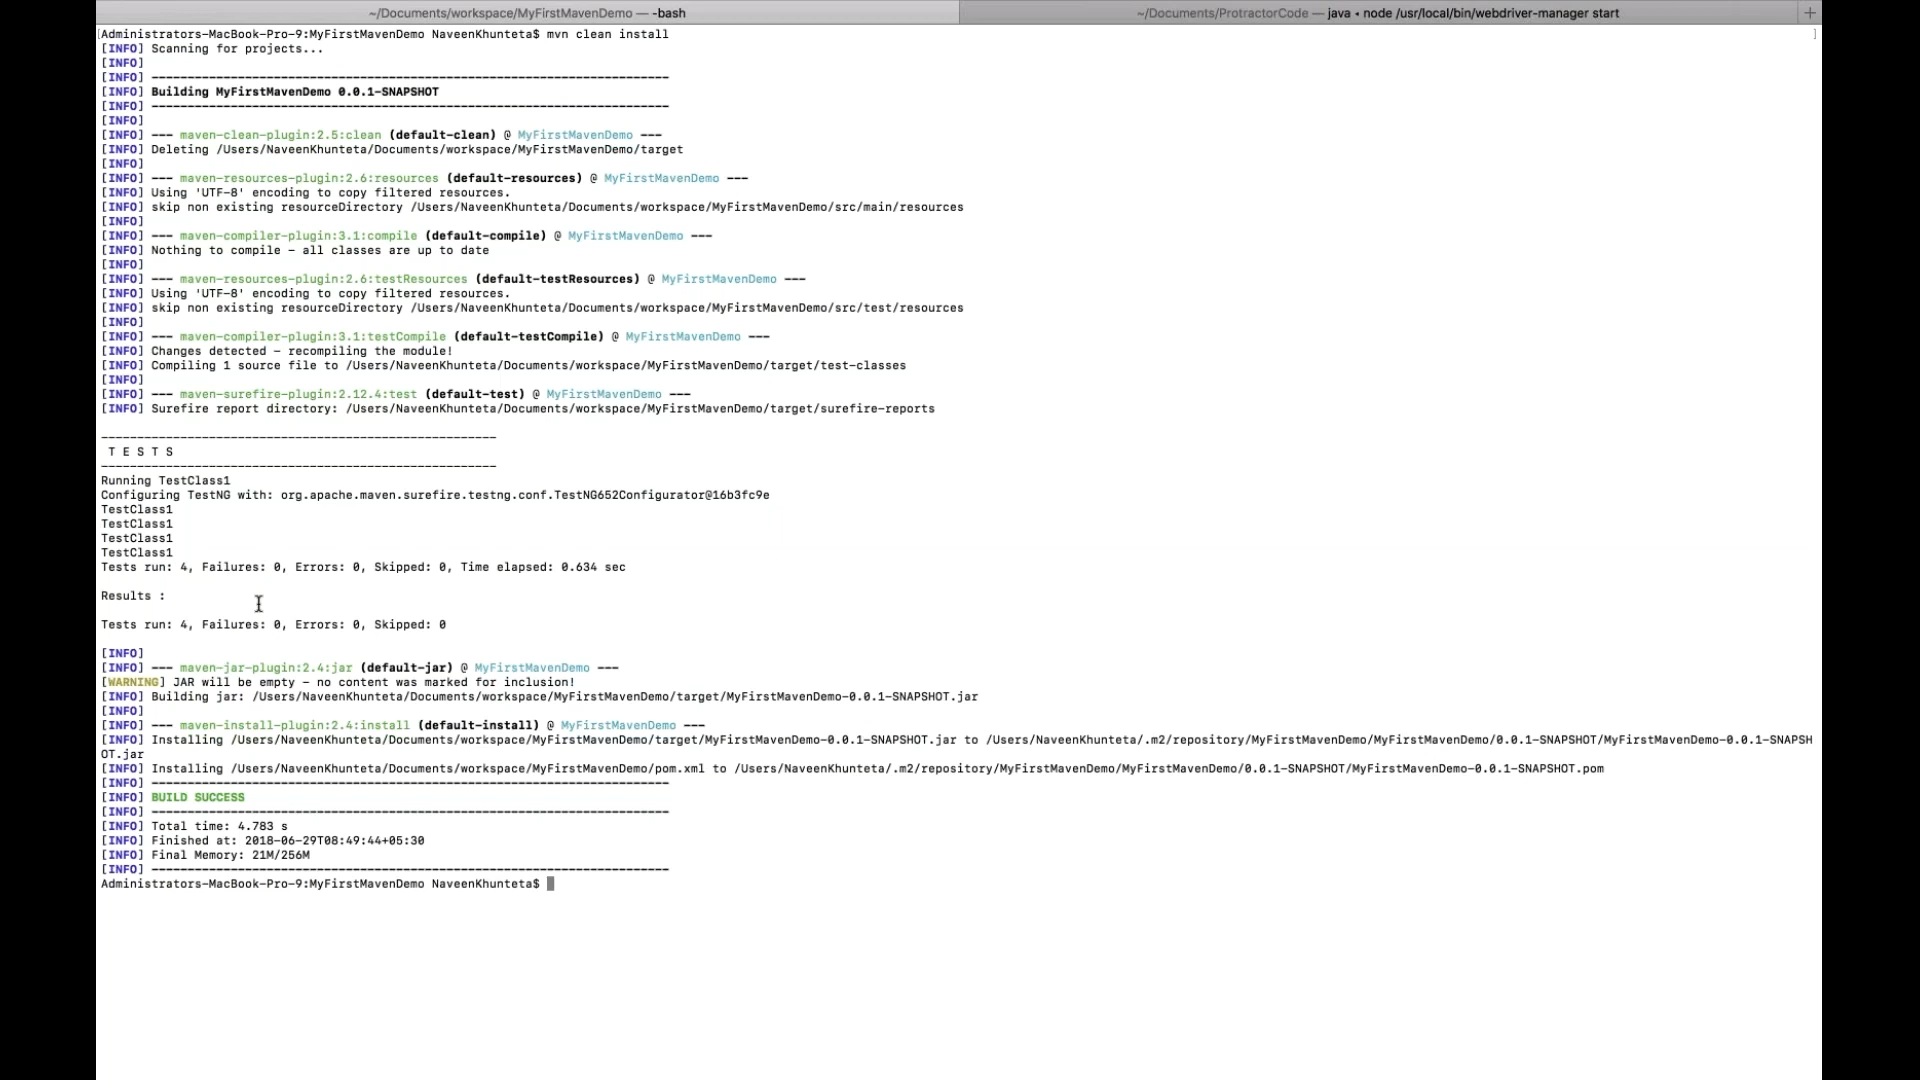 ~/Documents/workspace/MyFirstMavenDemo — -bash
~/Documents/ProtractorCode — java • node /usr/local/bin/webdriver-manager start
+
[Administrators-MacBook-Pro-9:MyFirstMavenDemo NaveenKhunteta$ mvn clean install ]
[INFO] Scanning for projects...
[INFO]
[INFO] ------------------------------------------------------------------------
[INFO] Building MyFirstMavenDemo 0.0.1-SNAPSHOT
[INFO] ------------------------------------------------------------------------
[INFO]
[INFO] --- maven-clean-plugin:2.5:clean (default-clean) @ MyFirstMavenDemo ---
[INFO] Deleting /Users/NaveenKhunteta/Documents/workspace/MyFirstMavenDemo/target
[INFO]
[INFO] --- maven-resources-plugin:2.6:resources (default-resources) @ MyFirstMavenDemo ---
[INFO] Using 'UTF-8' encoding to copy filtered resources.
[INFO] skip non existing resourceDirectory /Users/NaveenKhunteta/Documents/workspace/MyFirstMavenDemo/src/main/resources
[INFO]
[INFO] --- maven-compiler-plugin:3.1:compile (default-compile) @ MyFirstMavenDemo ---
[INFO] Nothing to compile - all classes are up to date
[INFO]
[INFO] --- maven-resources-plugin:2.6:testResources (default-testResources) @ MyFirstMavenDemo ---
[INFO] Using 'UTF-8' encoding to copy filtered resources.
[INFO] skip non existing resourceDirectory /Users/NaveenKhunteta/Documents/workspace/MyFirstMavenDemo/src/test/resources
[INFO]
[INFO] --- maven-compiler-plugin:3.1:testCompile (default-testCompile) @ MyFirstMavenDemo ---
[INFO] Changes detected - recompiling the module!
[INFO] Compiling 1 source file to /Users/NaveenKhunteta/Documents/workspace/MyFirstMavenDemo/target/test-classes
[INFO]
[INFO] --- maven-surefire-plugin:2.12.4:test (default-test) @ MyFirstMavenDemo ---
[INFO] Surefire report directory: /Users/NaveenKhunteta/Documents/workspace/MyFirstMavenDemo/target/surefire-reports
-------------------------------------------------------
T E S T S
-------------------------------------------------------
Running TestClass1
Configuring TestNG with: org.apache.maven.surefire.testng.conf.TestNG652Configurator@16b3fc9e
TestClass1
TestClass1
TestClass1
TestClass1
Tests run: 4, Failures: 0, Errors: 0, Skipped: 0, Time elapsed: 0.634 sec
Results :
Tests run: 4, Failures: 0, Errors: 0, Skipped: 0
[INFO]
[INFO] --- maven-jar-plugin:2.4:jar (default-jar) @ MyFirstMavenDemo ---
[WARNING] JAR will be empty - no content was marked for inclusion!
[INFO] Building jar: /Users/NaveenKhunteta/Documents/workspace/MyFirstMavenDemo/target/MyFirstMavenDemo-0.0.1-SNAPSHOT.jar
[INFO]
[INFO] --- maven-install-plugin:2.4:install (default-install) @ MyFirstMavenDemo ---
[INFO] Installing /Users/NaveenKhunteta/Documents/workspace/MyFirstMavenDemo/target/MyFirstMavenDemo-0.0.1-SNAPSHOT.jar to /Users/NaveenKhunteta/.m2/repository/MyFirstMavenDemo/MyFirstMavenDemo/0.0.1-SNAPSHOT/MyFirstMavenDemo-0.0.1-SNAPSH
OT.jar
[INFO] Installing /Users/NaveenKhunteta/Documents/workspace/MyFirstMavenDemo/pom.xml to /Users/NaveenKhunteta/.m2/repository/MyFirstMavenDemo/MyFirstMavenDemo/0.0.1-SNAPSHOT/MyFirstMavenDemo-0.0.1-SNAPSHOT.pom
[INFO] ------------------------------------------------------------------------
[INFO] BUILD SUCCESS
[INFO] ------------------------------------------------------------------------
[INFO] Total time: 4.783 s
[INFO] Finished at: 2018-06-29T08:49:44+05:30
[INFO] Final Memory: 21M/256M
[INFO] ------------------------------------------------------------------------
Administrators-MacBook-Pro-9:MyFirstMavenDemo NaveenKhunteta$